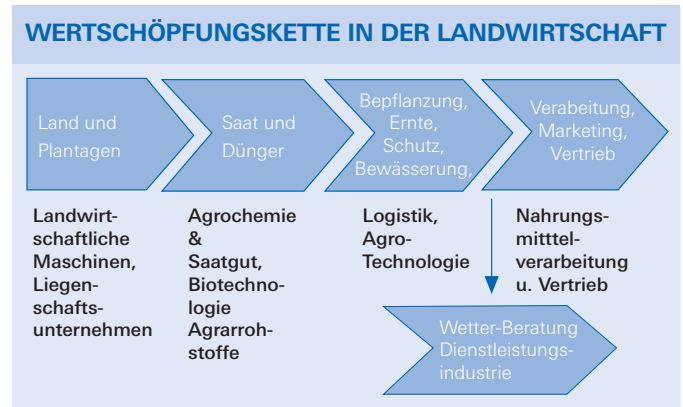 WERTSCHÖPFUNGSKETTE IN DER LANDWIRTSCHAFT
Land und
Plantagen
Saat und
Dünger
Bepflanzung,
Ernte,
Schutz,
Bewässerung,
Verabeitung,
Marketing,
Vertrieb
Landwirt-
schaftliche
Maschinen,
Liegen-
schafts-
unternehmen
Agrochemie
&
Saatgut,
Biotechno-
logie
Agrarroh-
stoffe
Logistik,
Agro-
Technologie
Nahrungs-
mitttel-
verarbeitung
u. Vertrieb
Wetter-Beratung
Dienstleistungs-
industrie